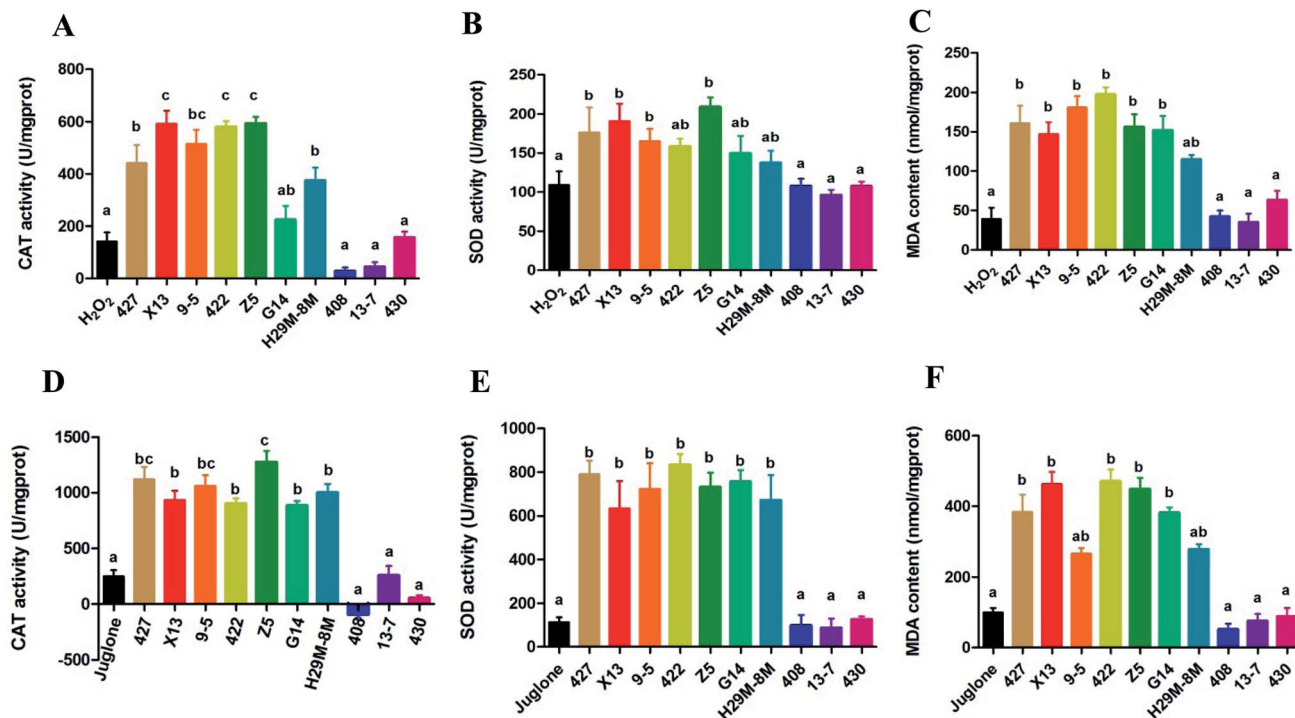 A
CAT activity (U/mgprot)
800
600
400
200
0
a
b
c
bc
c
c
ab
b
a
a
a
H₂O₂
427
X13
9-5
422
Z5
G14
H29M-8M
408
13-7
430
B
SOD activity (U/mgprot)
250
200
150
100
50
0
a
b
b
b
ab
b
ab
ab
a
a
a
H₂O₂
427
X13
9-5
422
Z5
G14
H29M-8M
408
13-7
430
C
MDA content (nmol/mgprot)
250
200
150
100
50
0
a
b
b
b
b
b
b
ab
a
a
a
H₂O₂
427
X13
9-5
422
Z5
G14
H29M-8M
408
13-7
430
D
CAT activity (U/mgprot)
1500
1000
500
0
-500
a
bc
b
bc
b
c
b
b
a
a
a
Juglone
427
X13
9-5
422
Z5
G14
H29M-8M
408
13-7
430
E
SOD activity (U/mgprot)
1000
800
600
400
200
0
a
b
b
b
b
b
b
b
a
a
a
Juglone
427
X13
9-5
422
Z5
G14
H29M-8M
408
13-7
430
F
MDA content (nmol/mgprot)
600
400
200
0
a
b
b
ab
b
b
b
ab
a
a
a
Juglone
427
X13
9-5
422
Z5
G14
H29M-8M
408
13-7
430